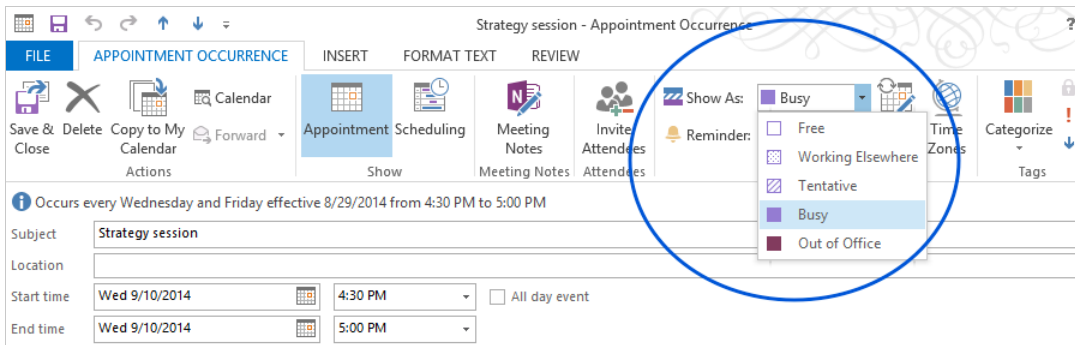 Strategy session - Appointment Occurrence ?
FILE APPOINTMENT OCCURRENCE INSERT FORMAT TEXT REVIEW
Save & Close
Delete
Copy to My Calendar
Calendar
Forward
Actions
Appointment
Scheduling
Show
Meeting Notes
Meeting Notes
Invite Attendees
Attendees
Show As: Busy
Reminder:
Free
Working Elsewhere
Tentative
Busy
Out of Office
Time Zones
Categorize
Tags
Occurs every Wednesday and Friday effective 8/29/2014 from 4:30 PM to 5:00 PM
Subject Strategy session
Location
Start time Wed 9/10/2014 4:30 PM All day event
End time Wed 9/10/2014 5:00 PM